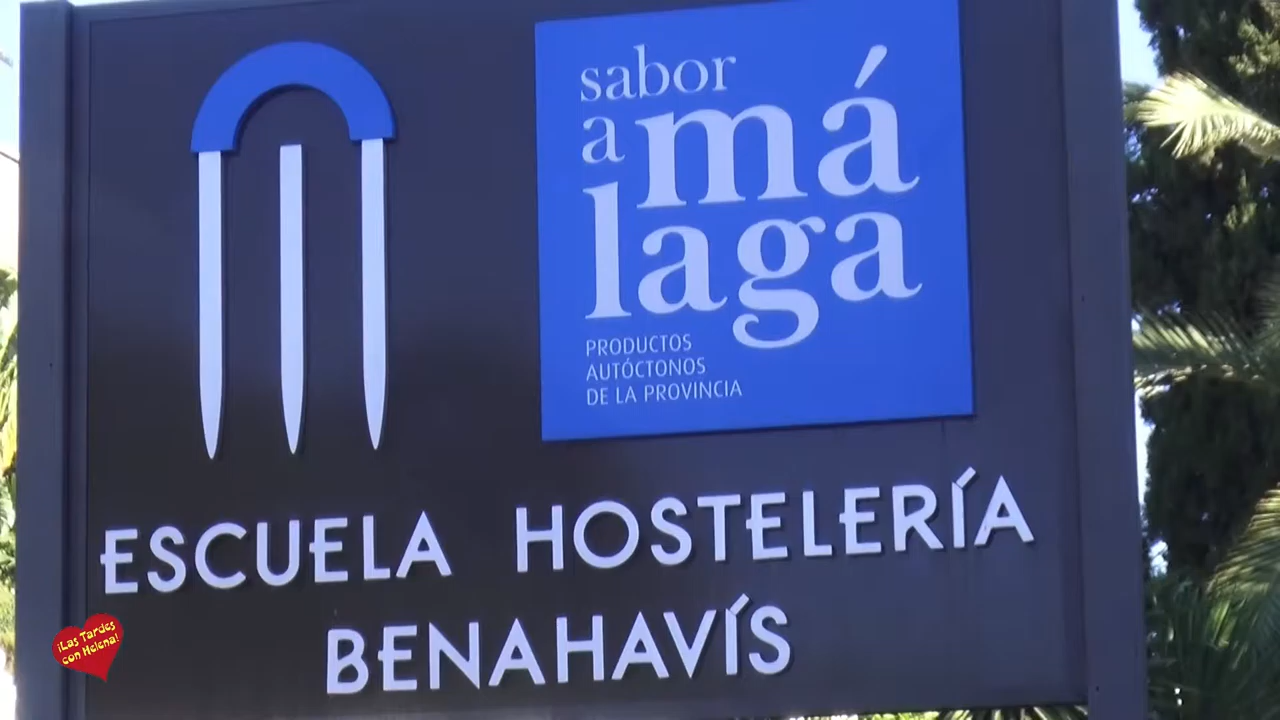 sabor
a má
laga
PRODUCTOS
AUTÓCTONOS
DE LA PROVINCIA
ESCUELA HOSTELERÍA
BENAHAVÍS
¡Las Tardes
con Helena!